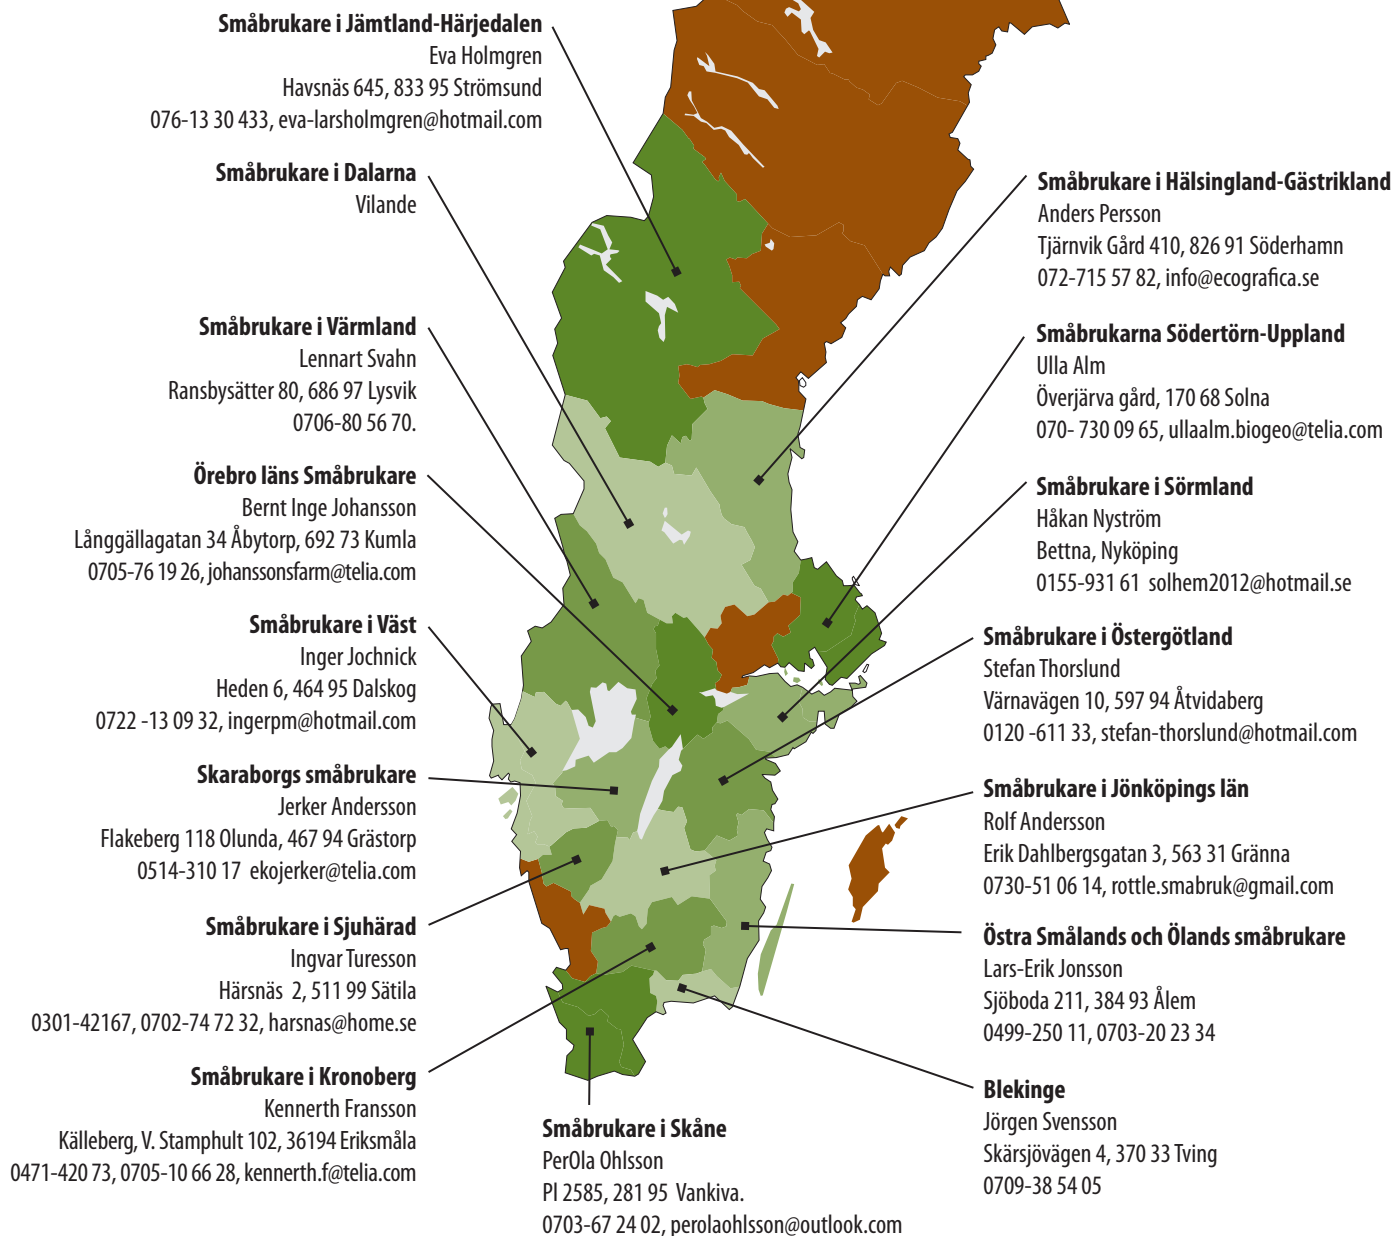 Småbrukare i Jämtland-Härjedalen
Eva Holmgren
Havsnäs 645, 833 95 Strömsund
076-13 30 433, eva-larsholmgren@hotmail.com
Småbrukare i Dalarna
Vilande
Småbrukare i Värmland
Lennart Svahn
Ransbysätter 80, 686 97 Lysvik
0706-80 56 70.
Örebro läns Småbrukare
Bernt Inge Johansson
Långgällagatan 34 Åbytorp, 692 73 Kumla
0705-76 19 26, johanssonsfarm@telia.com
Småbrukare i Väst
Inger Jochnick
Heden 6, 464 95 Dalskog
0722 -13 09 32, ingerpm@hotmail.com
Skaraborgs småbrukare
Jerker Andersson
Flakeberg 118 Olunda, 467 94 Grästorp
0514-310 17 ekojerker@telia.com
Småbrukare i Sjuhärad
Ingvar Turesson
Härsnäs 2, 511 99 Sätila
0301-42167, 0702-74 72 32, harsnas@home.se
Småbrukare i Kronoberg
Kennerth Fransson
Källeberg, V. Stamphult 102, 36194 Eriksmåla
0471-420 73, 0705-10 66 28, kennerth.f@telia.com
Småbrukare i Skåne
PerOla Ohlsson
Pl 2585, 281 95 Vankiva.
0703-67 24 02, perolaohlsson@outlook.com
Småbrukare i Hälsingland-Gästrikland
Anders Persson
Tjärnvik Gård 410, 826 91 Söderhamn
072-715 57 82, info@ecografica.se
Småbrukarna Södertörn-Uppland
Ulla Alm
Överjärva gård, 170 68 Solna
070- 730 09 65, ullaalm.biogeo@telia.com
Småbrukare i Sörmland
Håkan Nyström
Bettna, Nyköping
0155-931 61 solhem2012@hotmail.se
Småbrukare i Östergötland
Stefan Thorslund
Värnavägen 10, 597 94 Åtvidaberg
0120 -611 33, stefan-thorslund@hotmail.com
Småbrukare i Jönköpings län
Rolf Andersson
Erik Dahlbergsgatan 3, 563 31 Gränna
0730-51 06 14, rottle.smabruk@gmail.com
Östra Smålands och Ölands småbrukare
Lars-Erik Jonsson
Sjöboda 211, 384 93 Ålem
0499-250 11, 0703-20 23 34
Blekinge
Jörgen Svensson
Skärsjövägen 4, 370 33 Tving
0709-38 54 05